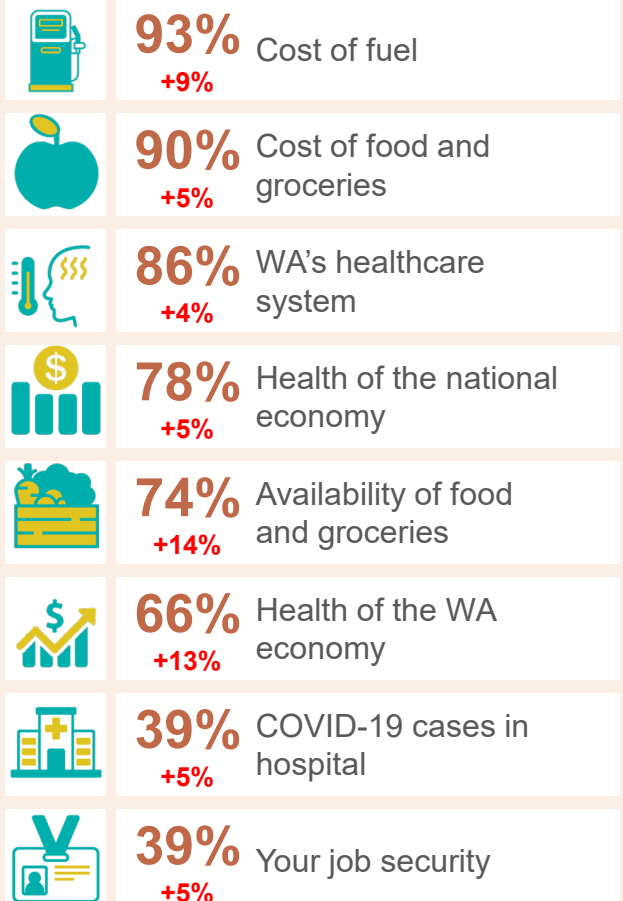 93%
Cost of fuel
+9%
90%
Cost of food and
groceries
+5%
86%
WA's healthcare
system
+4%
$
78%
Health of the national
economy
+5%
74%
Availability of food
and groceries
+14%
$
66%
Health of the WA
economy
+13%
39%
COVID-19 cases in
hospital
+5%
39%
Your job security
+5%